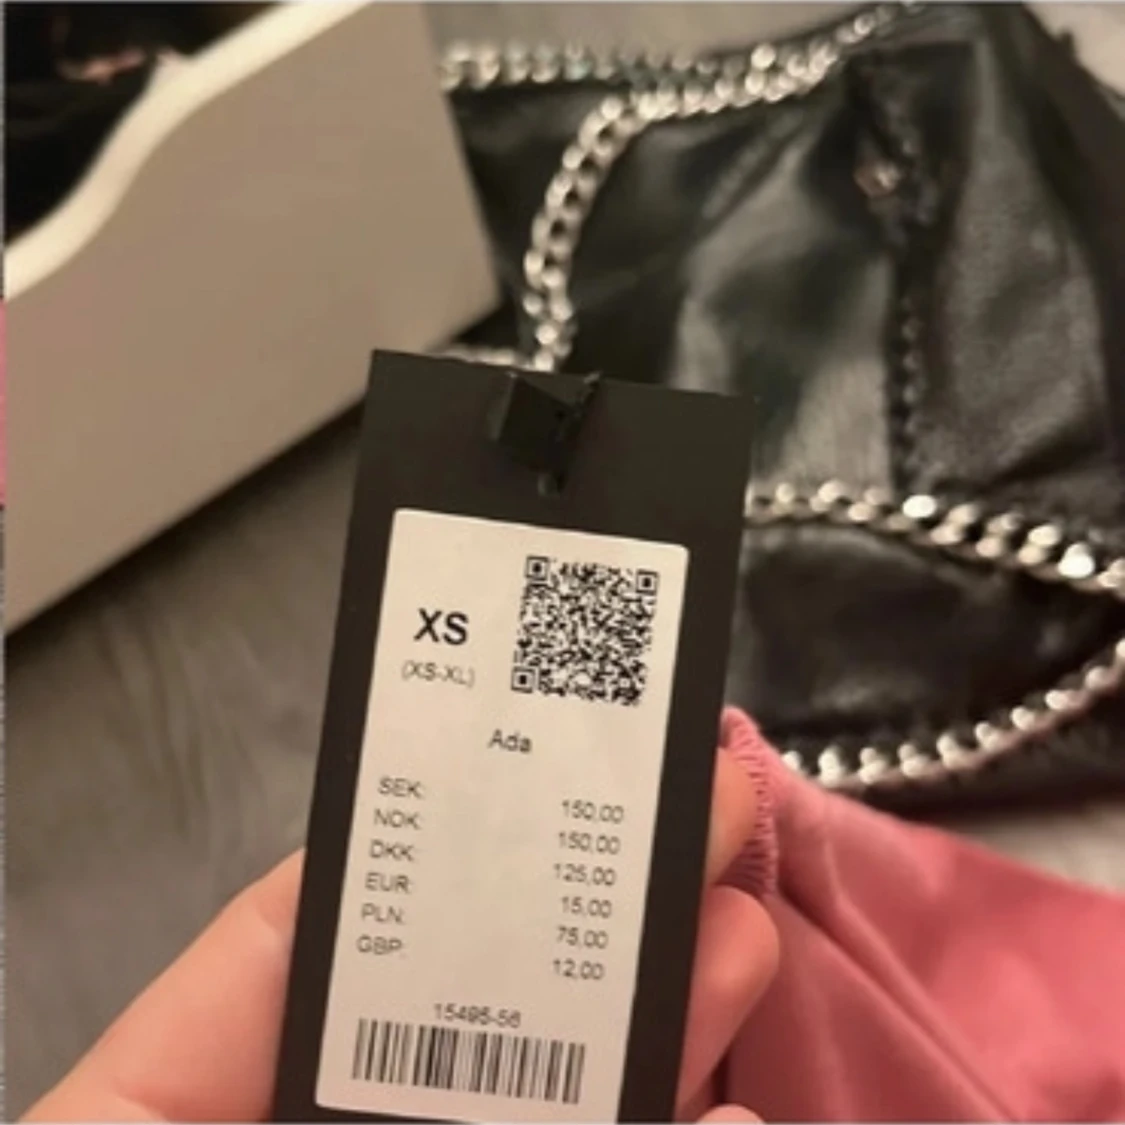 XS
(XS-XL)
Ada
SEK: 150,00
NOK: 150,00
DKK: 125,00
EUR: 15,00
PLN: 75,00
GBP: 12,00
15495-56